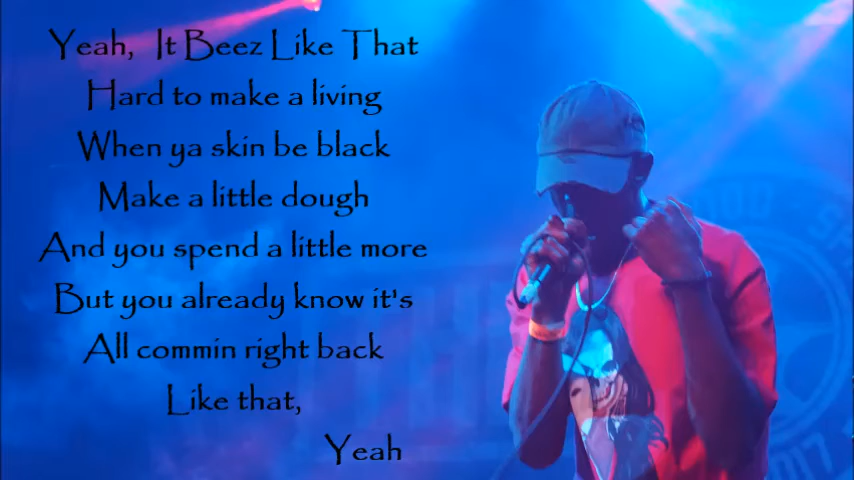 Yeah, It Beez Like That
Hard to make a living
When ya skin be black
Make a little dough
And you spend a little more
But you already know it's
All commin right back
Like that,
Yeah